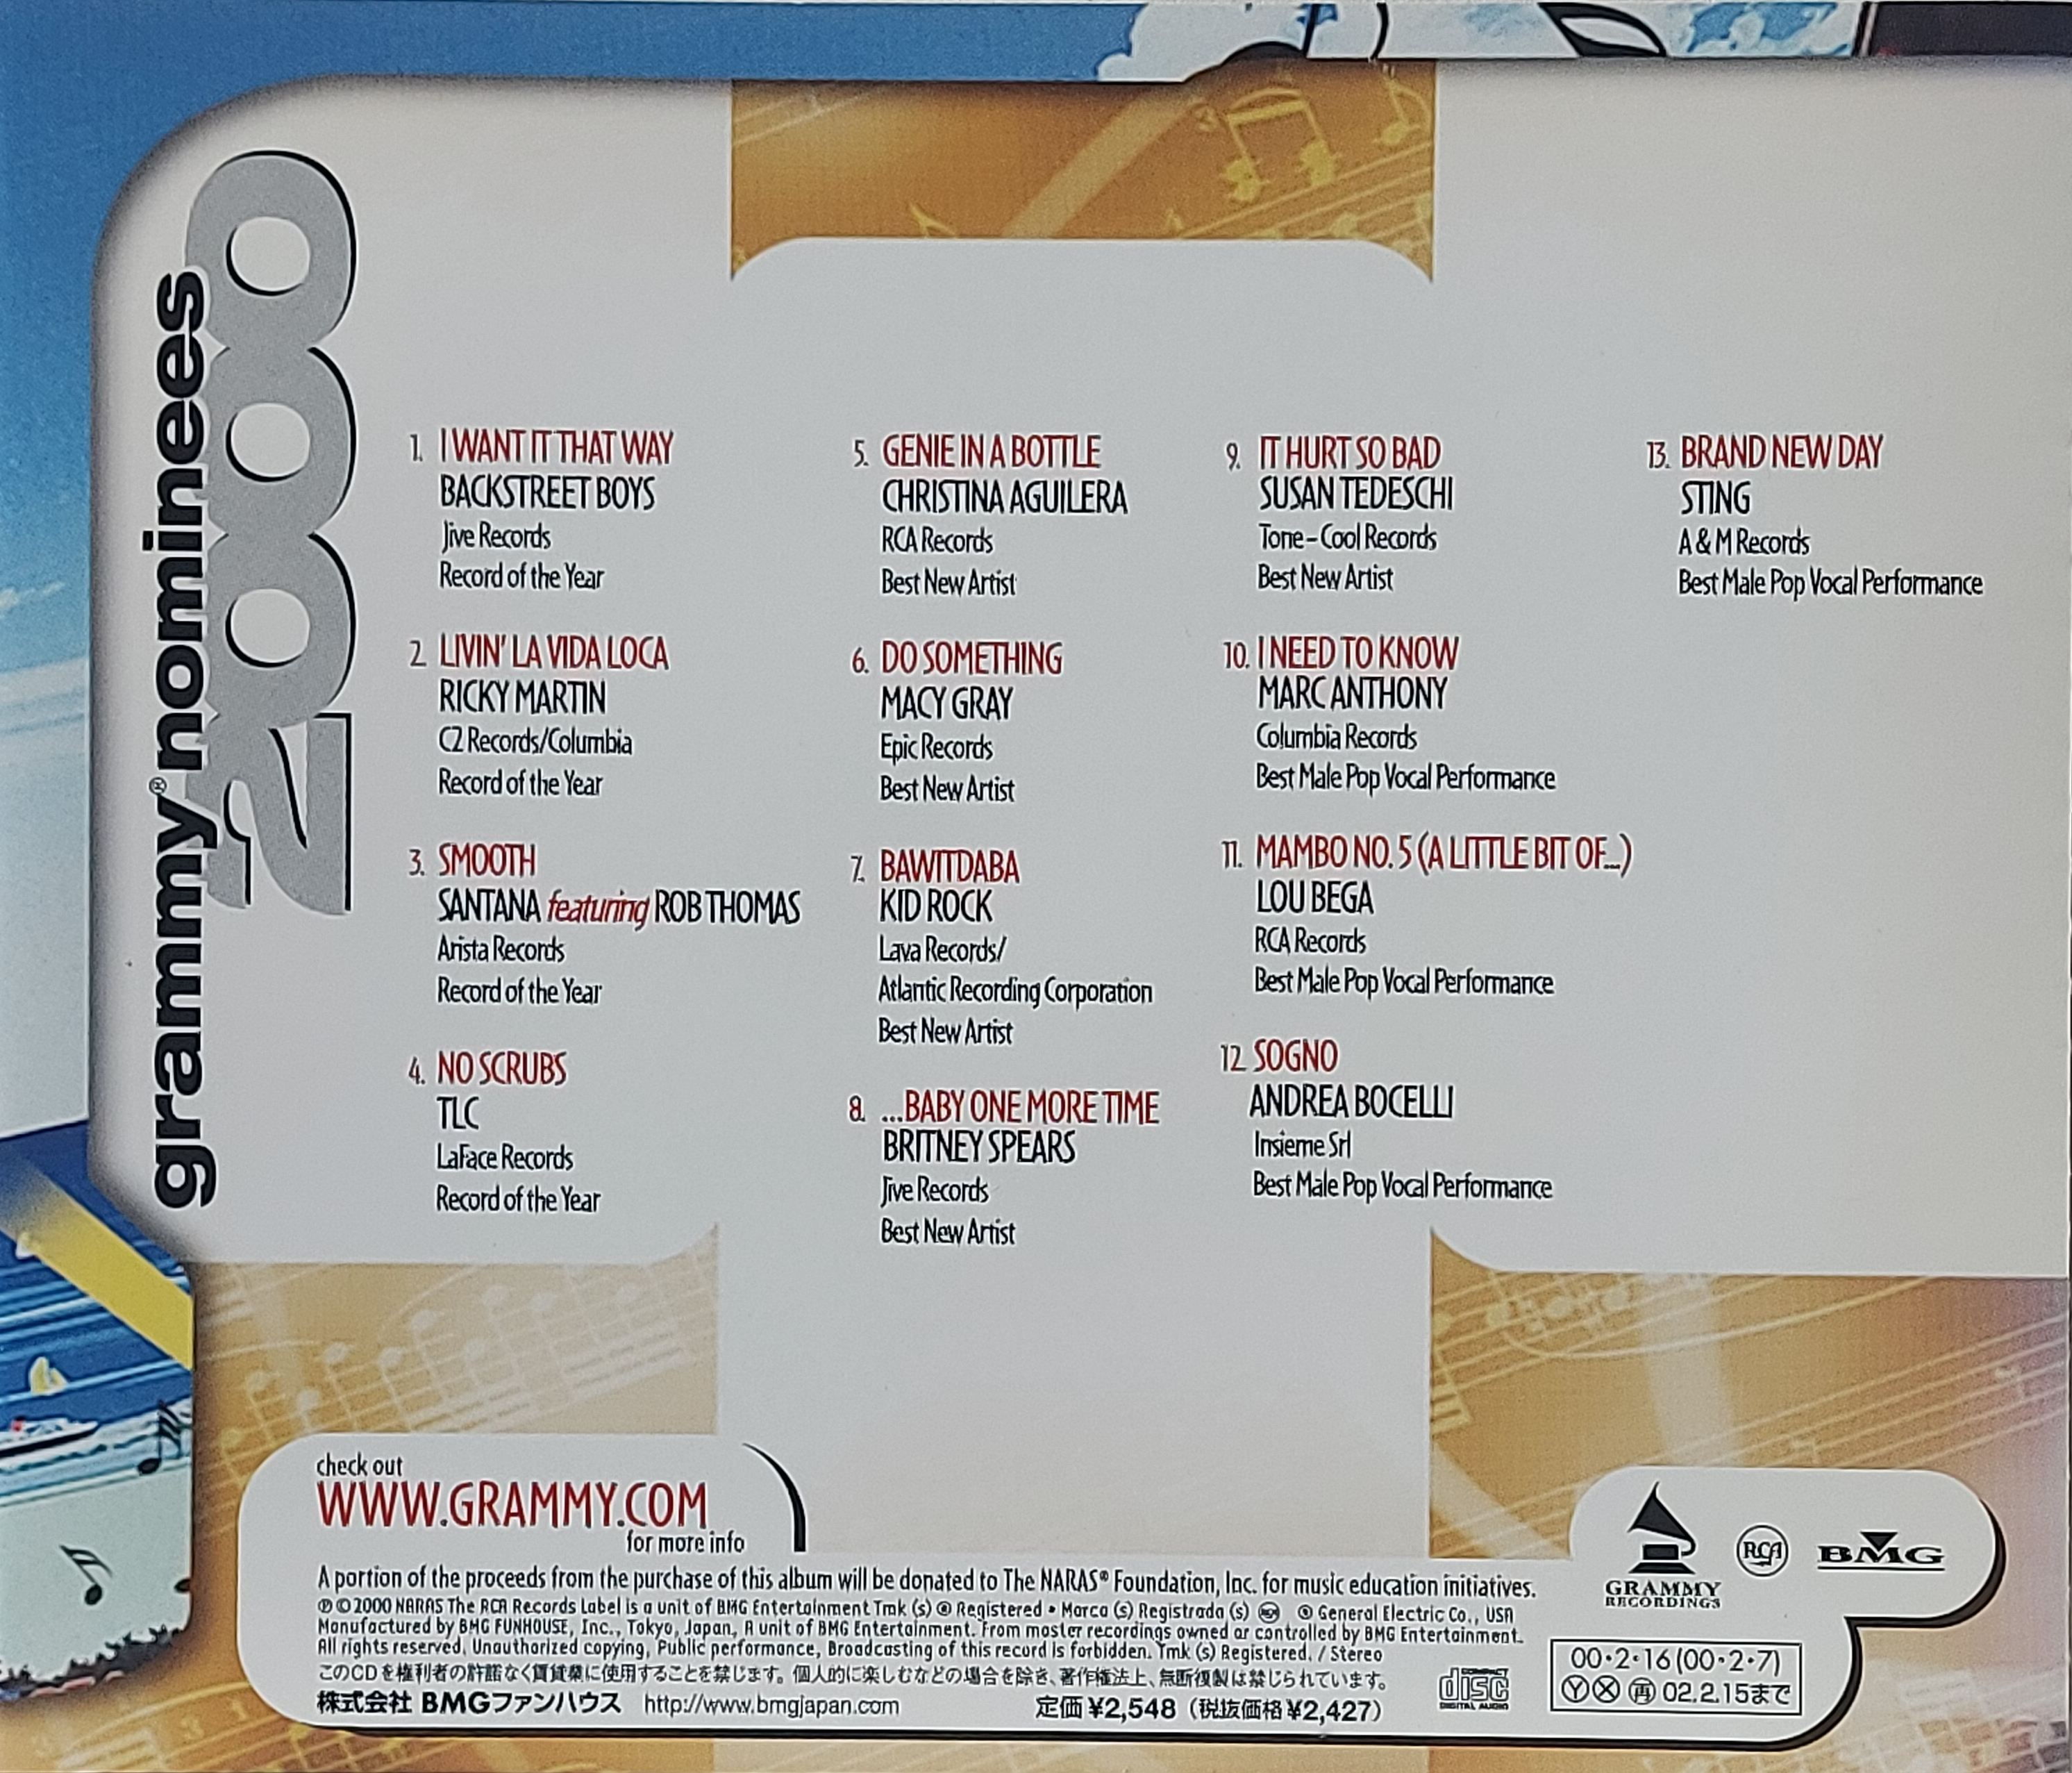 grammy® nominees
2000
1. I WANT IT THAT WAY
BACKSTREET BOYS
Jive Records
Record of the Year
2. LIVIN' LA VIDA LOCA
RICKY MARTIN
C2 Records/Columbia
Record of the Year
3. SMOOTH
SANTANA featuring ROB THOMAS
Arista Records
Record of the Year
4. NO SCRUBS
TLC
LaFace Records
Record of the Year
5. GENIE IN A BOTTLE
CHRISTINA AGUILERA
RCA Records
Best New Artist
6. DO SOMETHING
MACY GRAY
Epic Records
Best New Artist
7. BAWITDABA
KID ROCK
Lava Records/
Atlantic Recording Corporation
Best New Artist
8. ...BABY ONE MORE TIME
BRITNEY SPEARS
Jive Records
Best New Artist
9. IT HURT SO BAD
SUSAN TEDESCHI
Tone-Cool Records
Best New Artist
10. I NEED TO KNOW
MARC ANTHONY
Columbia Records
Best Male Pop Vocal Performance
11. MAMBO NO. 5 (A LITTLE BIT OF...)
LOU BEGA
RCA Records
Best Male Pop Vocal Performance
12. SOGNO
ANDREA BOCELLI
Insieme Srl
Best Male Pop Vocal Performance
13. BRAND NEW DAY
STING
A & M Records
Best Male Pop Vocal Performance
check out
WWW.GRAMMY.COM
for more info
A portion of the proceeds from the purchase of this album will be donated to The NARAS® Foundation, Inc. for music education initiatives.
℗ © 2000 NARAS The RCA Records Label is a unit of BMG Entertainment Tmk (s) ® Registered • Marca (s) Registrada (s) RCA ® General Electric Co., USA
Manufactured by BMG FUNHOUSE, Inc., Tokyo, Japan, A unit of BMG Entertainment. From master recordings owned or controlled by BMG Entertainment.
All rights reserved. Unauthorized copying, Public performance, Broadcasting of this record is forbidden. Tmk (s) Registered. / Stereo
このCDを権利者の許諾なく賃貸業に使用することを禁じます。個人的に楽しむなどの場合を除き、著作権法上、無断複製は禁じられています。
株式会社 BMGファンハウス http://www.bmgjapan.com 定価 ¥2,548 (税抜価格 ¥2,427)
COMPACT
disc
DIGITAL AUDIO
GRAMMY
RECORDINGS
RCA
BMG
00・2・16 (00・2・7)
Ⓨ Ⓧ 再 02.2.15まで